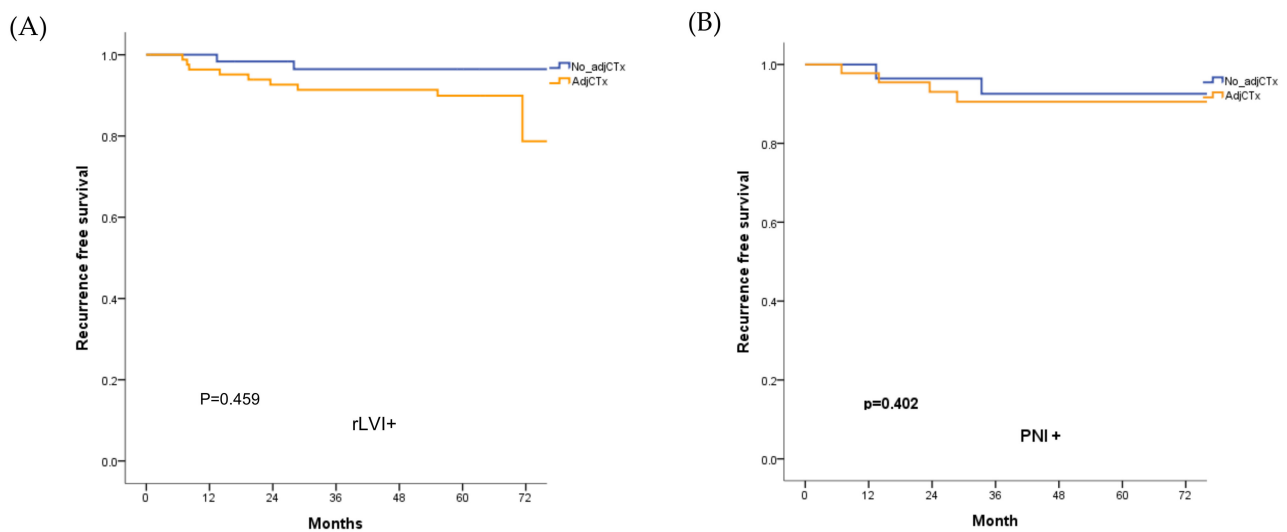 (A)
1.0
0.8
0.6
0.4
0.2
0.0
Recurrence free survival
No_adjCTx
AdjCTx
P=0.459
rLVI+
0 12 24 36 48 60 72
Months
(B)
1.0
0.8
0.6
0.4
0.2
0.0
Recurrence free survival
No_adjCTx
AdjCTx
p=0.402
PNI +
0 12 24 36 48 60 72
Month